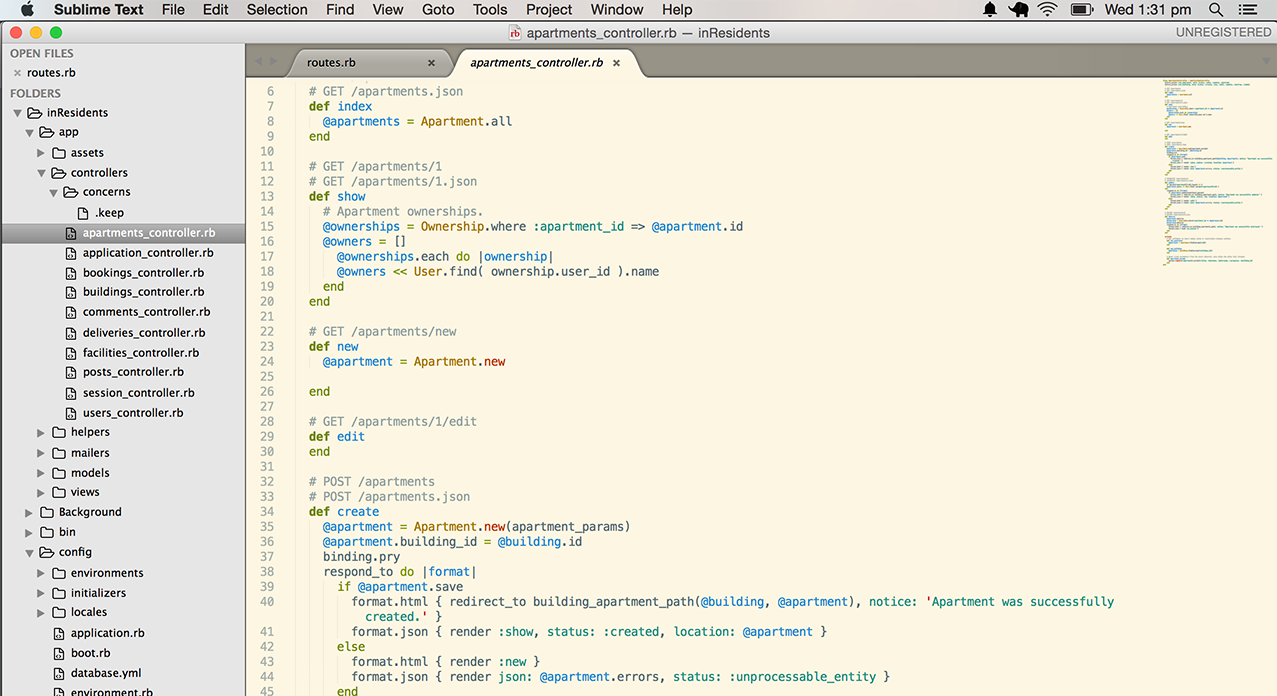 Sublime Text File Edit Selection Find View Goto Tools Project Window Help Wed 1:31 pm
apartments_controller.rb — inResidents UNREGISTERED
OPEN FILES
routes.rb
FOLDERS
inResidents
app
assets
controllers
concerns
.keep
apartments_controller.rb
application_controller.rb
bookings_controller.rb
buildings_controller.rb
comments_controller.rb
deliveries_controller.rb
facilities_controller.rb
posts_controller.rb
session_controller.rb
users_controller.rb
helpers
mailers
models
views
Background
bin
config
environments
initializers
locales
application.rb
boot.rb
database.yml
environment.rb
routes.rb apartments_controller.rb
6 # GET /apartments.json
7 def index
8 @apartments = Apartment.all
9 end
10
11 # GET /apartments/1
12 # GET /apartments/1.json
13 def show
14 # Apartment ownerships.
15 @ownerships = Ownership.where :apartment_id => @apartment.id
16 @owners = []
17 @ownerships.each do |ownership|
18 @owners << User.find( ownership.user_id ).name
19 end
20 end
21
22 # GET /apartments/new
23 def new
24 @apartment = Apartment.new
25
26 end
27
28 # GET /apartments/1/edit
29 def edit
30 end
31
32 # POST /apartments
33 # POST /apartments.json
34 def create
35 @apartment = Apartment.new(apartment_params)
36 @apartment.building_id = @building.id
37 binding.pry
38 respond_to do |format|
39 if @apartment.save
40 format.html { redirect_to building_apartment_path(@building, @apartment), notice: 'Apartment was successfully
created.' }
41 format.json { render :show, status: :created, location: @apartment }
42 else
43 format.html { render :new }
44 format.json { render json: @apartment.errors, status: :unprocessable_entity }
45 end